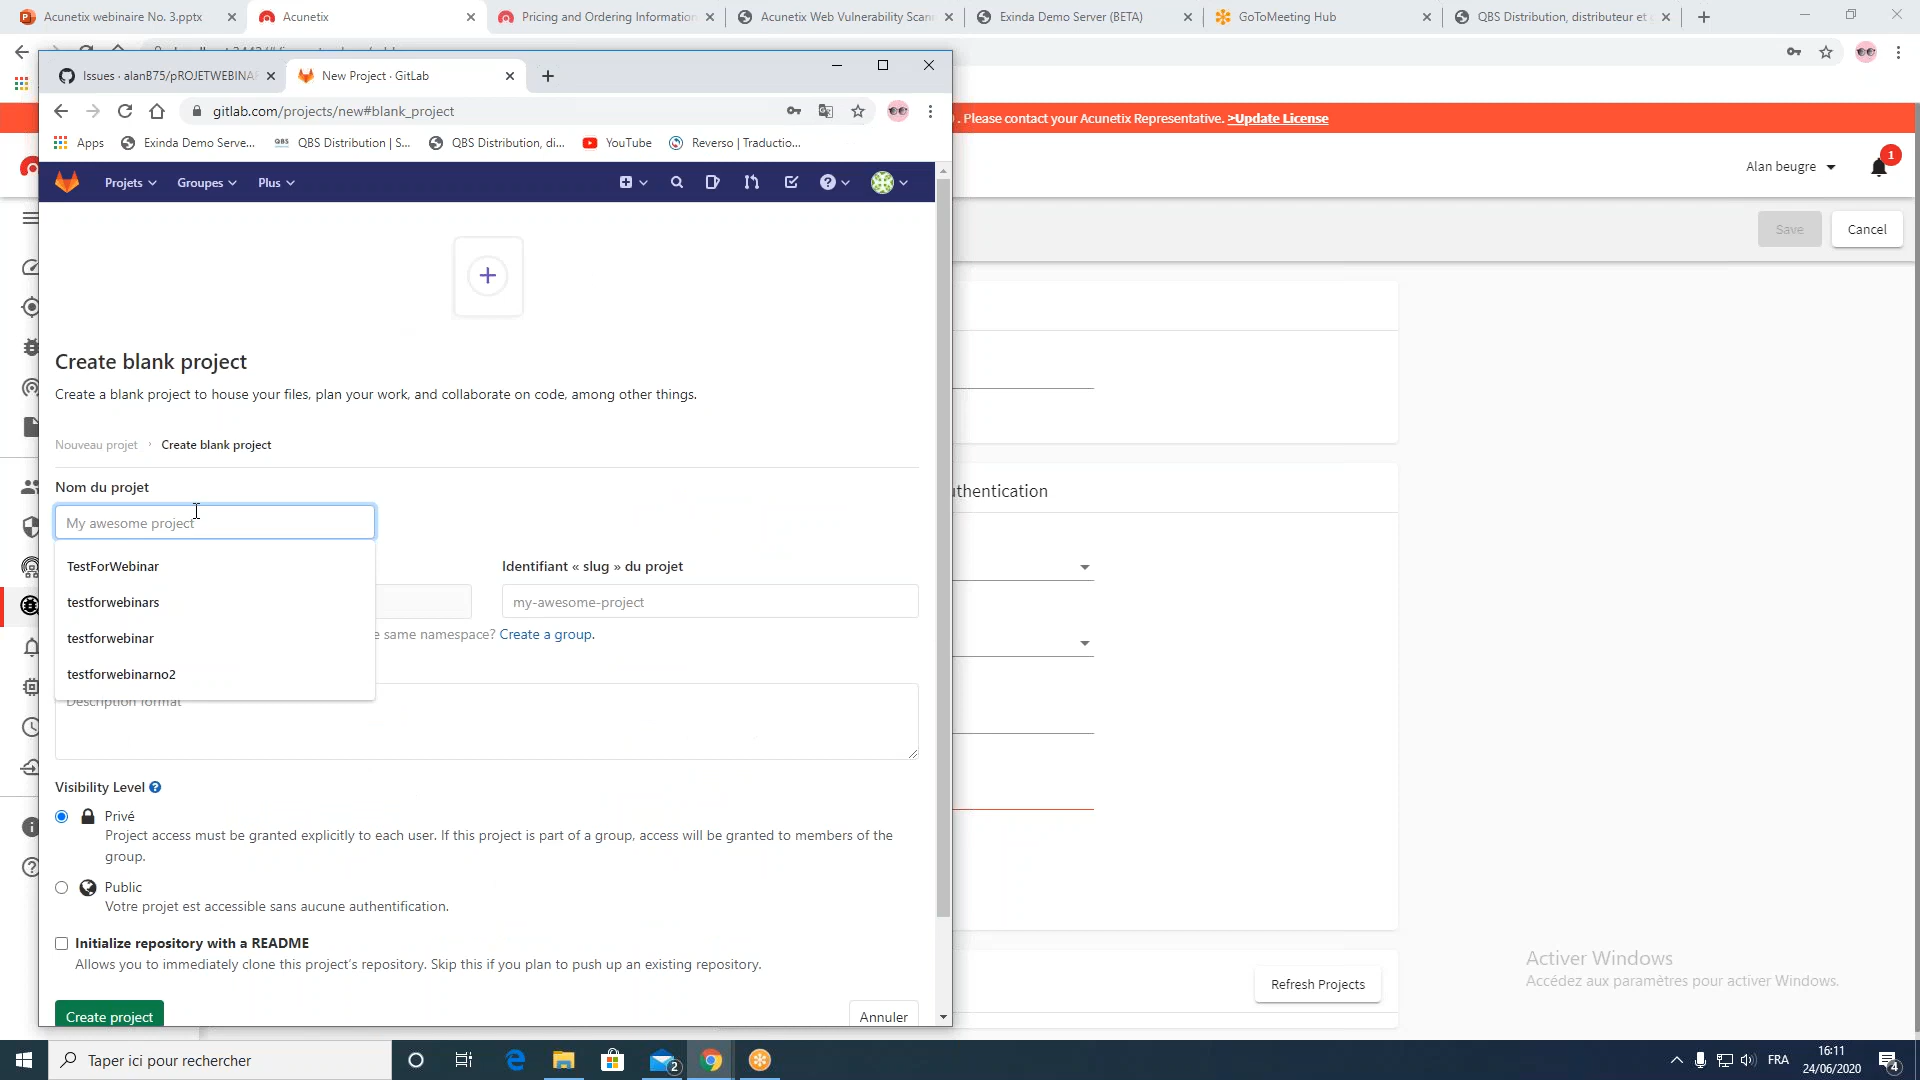 Acunetix webinaire No. 3.pptx
Acunetix
Pricing and Ordering Information
Acunetix Web Vulnerability Scan
Exinda Demo Server (BETA)
GoToMeeting Hub
QBS Distribution, distributeur et
Issues · alanB75/pROJETWEBINA
New Project · GitLab
gitlab.com/projects/new#blank_project
. Please contact your Acunetix Representative. >Update License
Apps
Exinda Demo Serve...
QBS Distribution | S...
QBS Distribution, di...
YouTube
Reverso | Traductio...
Alan beugre
1
Projets
Groupes
Plus
Save
Cancel
Create blank project
Create a blank project to house your files, plan your work, and collaborate on code, among other things.
Nouveau projet
Create blank project
Nom du projet
uthentication
My awesome project
TestForWebinar
Identifiant « slug » du projet
testforwebinars
my-awesome-project
e same namespace? Create a group.
testforwebinar
testforwebinarno2
Description format
Visibility Level
Privé
Project access must be granted explicitly to each user. If this project is part of a group, access will be granted to members of the
group.
Public
Votre projet est accessible sans aucune authentification.
Initialize repository with a README
Allows you to immediately clone this project's repository. Skip this if you plan to push up an existing repository.
Create project
Annuler
Refresh Projects
Activer Windows
Accédez aux paramètres pour activer Windows.
Taper ici pour rechercher
2
FRA
16:11
24/06/2020
4